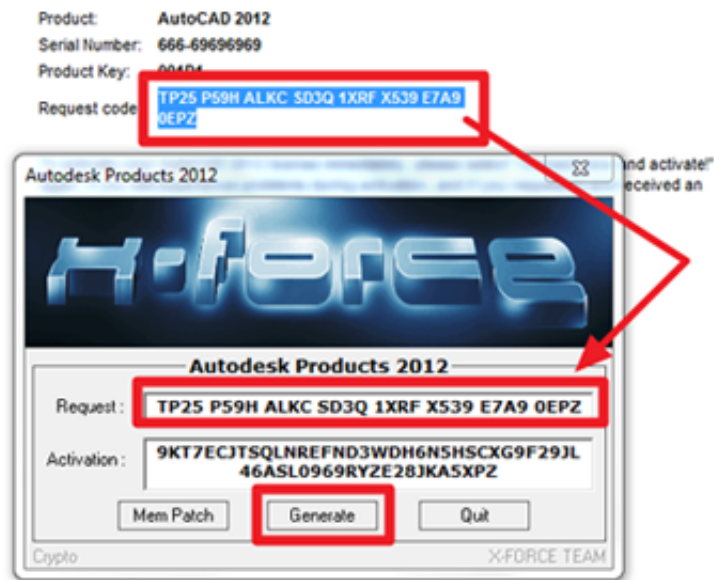 Product: AutoCAD 2012
Serial Number: 666-69696969
Product Key:
Request code TP25 P59H ALKC SD3Q 1XRF X539 E7A9
0EPZ
nd activate!"
eceived an
Autodesk Products 2012
x-force
Autodesk Products 2012
Request : TP25 P59H ALKC SD3Q 1XRF X539 E7A9 0EPZ
Activation : 9KT7ECJTSQLNREFND3WDH6N5HSCXG9F29JL
46ASL0969RYZE28JKA5XPZ
Mem Patch Generate Quit
Crypto X-FORCE TEAM